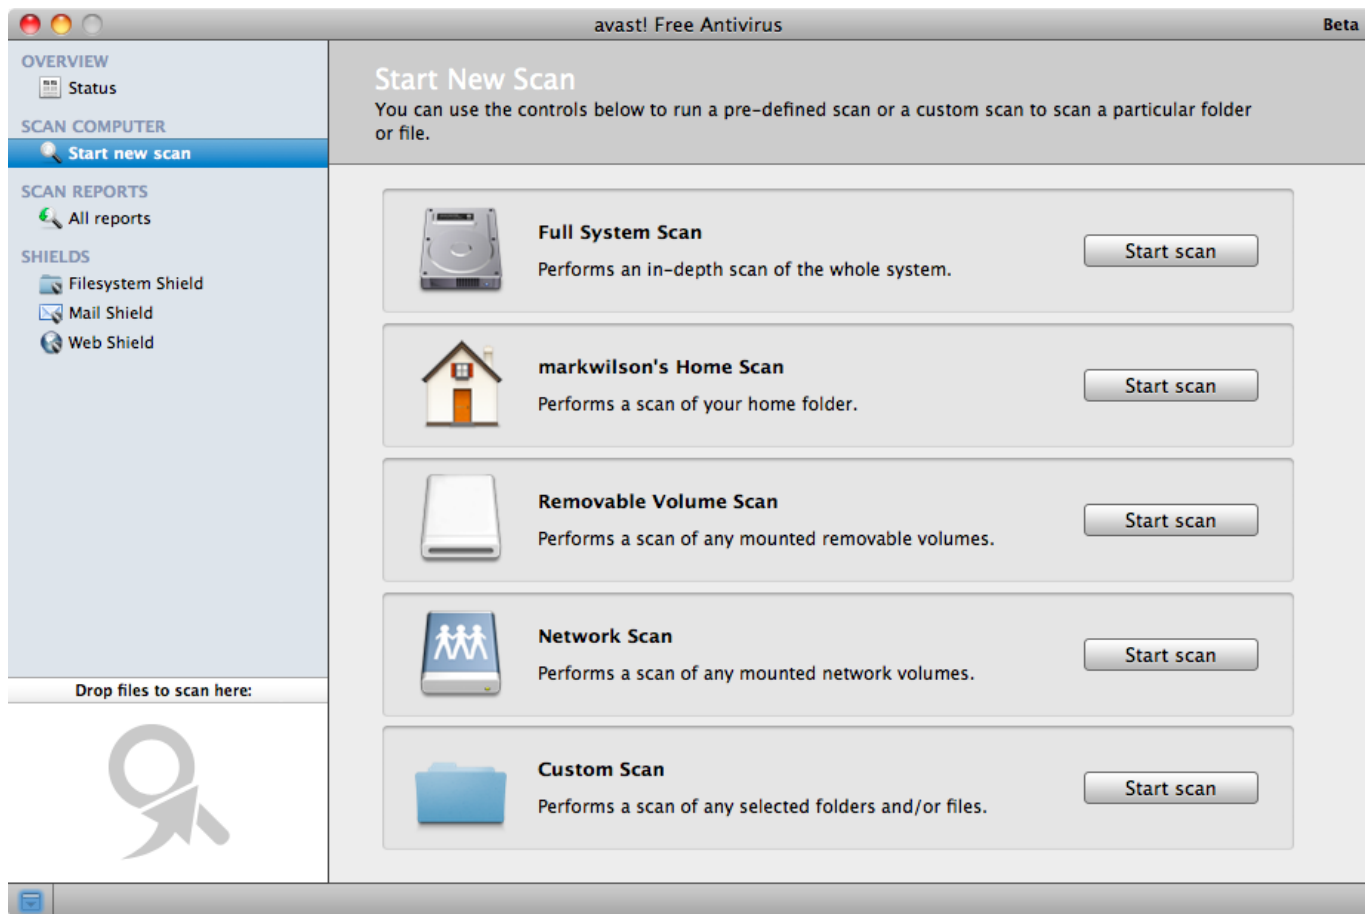 avast! Free Antivirus
Beta
OVERVIEW
Status
SCAN COMPUTER
Start new scan
SCAN REPORTS
All reports
SHIELDS
Filesystem Shield
Mail Shield
Web Shield
Drop files to scan here:
Start New Scan
You can use the controls below to run a pre-defined scan or a custom scan to scan a particular folder
or file.
Full System Scan
Performs an in-depth scan of the whole system.
Start scan
markwilson's Home Scan
Performs a scan of your home folder.
Start scan
Removable Volume Scan
Performs a scan of any mounted removable volumes.
Start scan
Network Scan
Performs a scan of any mounted network volumes.
Start scan
Custom Scan
Performs a scan of any selected folders and/or files.
Start scan